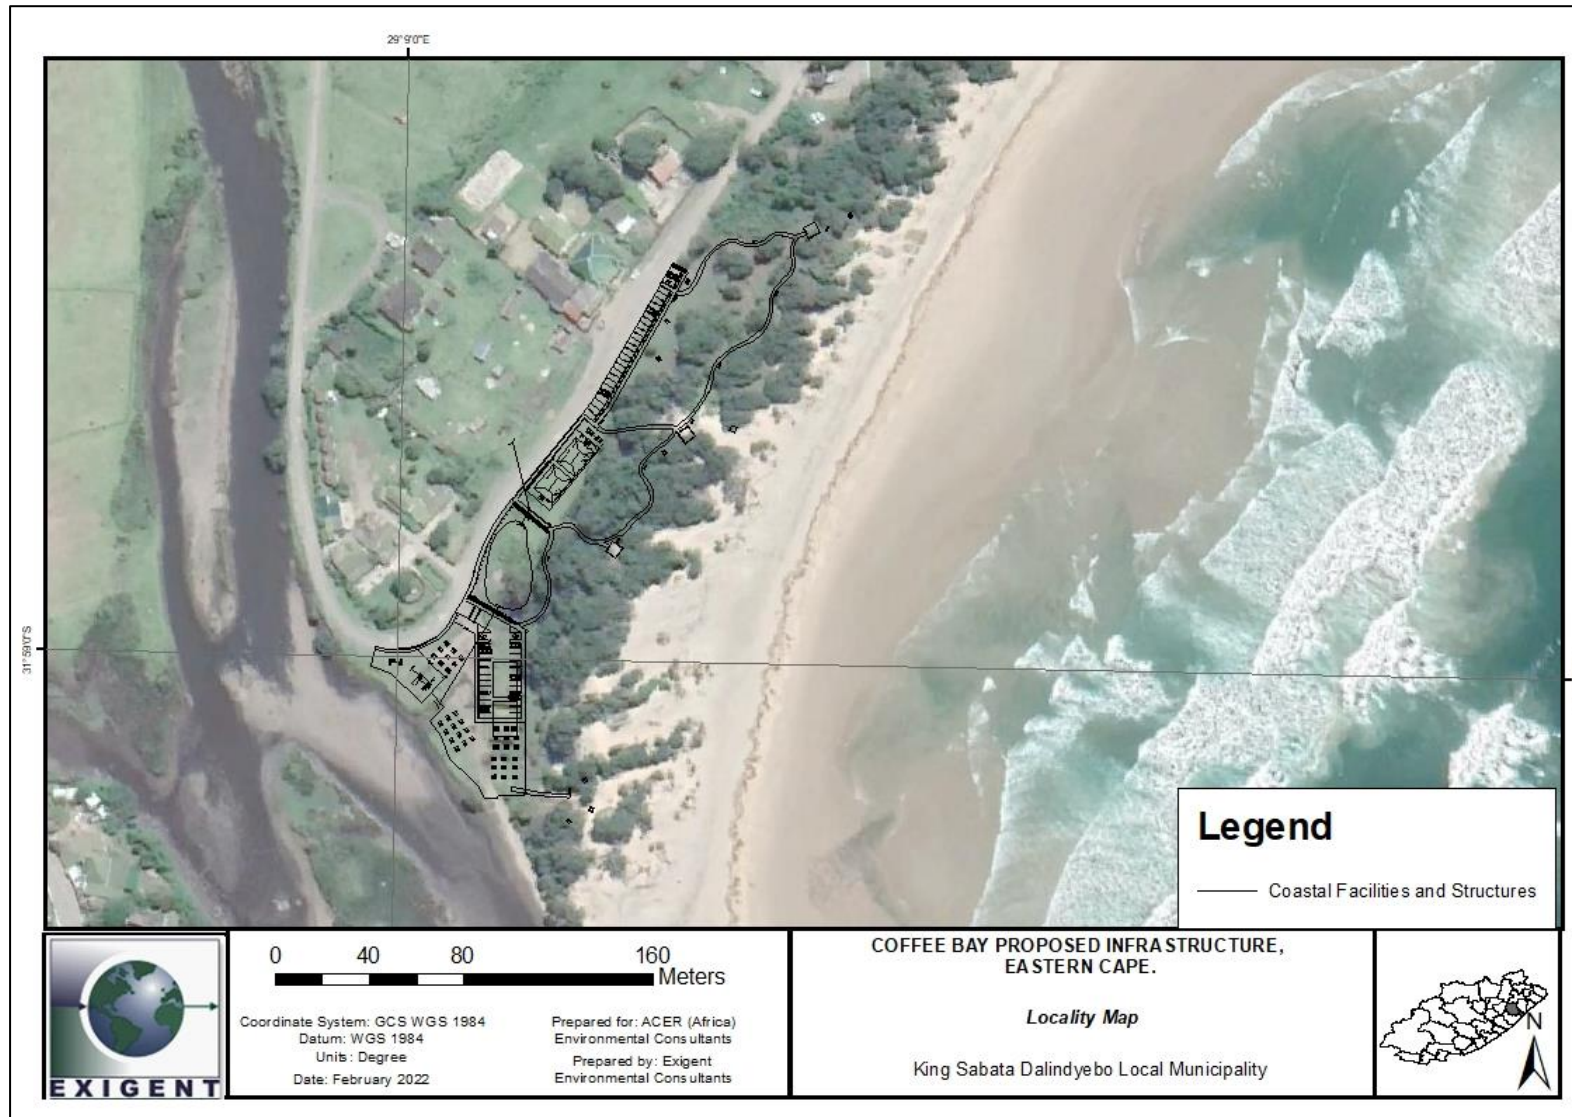 29°9'0"E
31°59'0"S
Legend
Coastal Facilities and Structures
EXIGENT
0 40 80 160
Meters
Coordinate System: GCS WGS 1984
Datum: WGS 1984
Units: Degree
Date: February 2022
Prepared for: ACER (Africa)
Environmental Consultants
Prepared by: Exigent
Environmental Consultants
COFFEE BAY PROPOSED INFRASTRUCTURE,
EASTERN CAPE.
Locality Map
King Sabata Dalindyebo Local Municipality
N